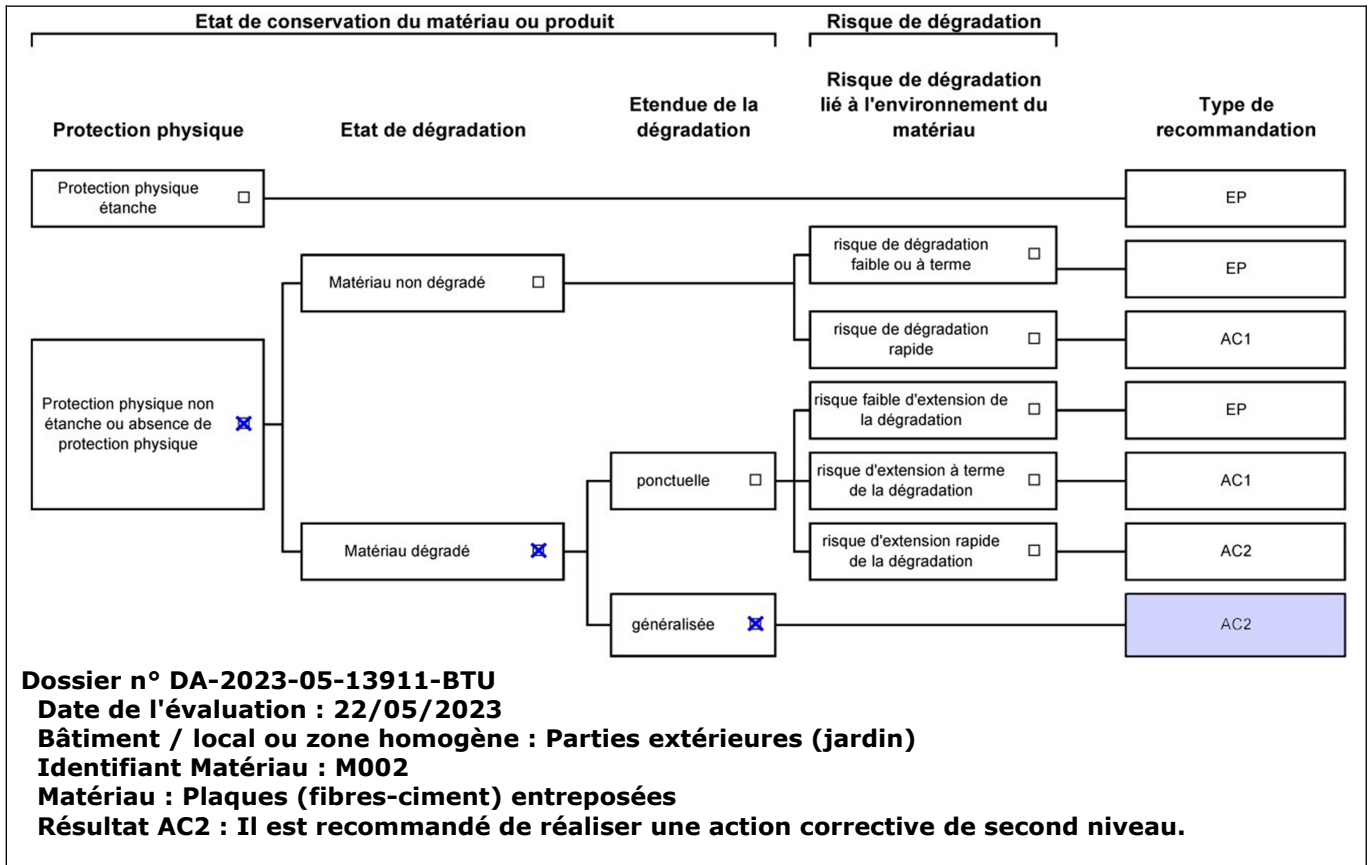 Etat de conservation du matériau ou produit
Risque de dégradation
Protection physique
Etat de dégradation
Etendue de la
dégradation
Risque de dégradation
lié à l'environnement du
matériau
Type de
recommandation
Protection physique
étanche
EP
Matériau non dégradé
risque de dégradation
faible ou à terme
EP
risque de dégradation
rapide
AC1
Protection physique non
étanche ou absence de
protection physique
risque faible d'extension de
la dégradation
EP
ponctuelle
risque d'extension à terme
de la dégradation
AC1
Matériau dégradé
risque d'extension rapide
de la dégradation
AC2
généralisée
AC2
Dossier n° DA-2023-05-13911-BTU
Date de l'évaluation : 22/05/2023
Bâtiment / local ou zone homogène : Parties extérieures (jardin)
Identifiant Matériau : M002
Matériau : Plaques (fibres-ciment) entreposées
Résultat AC2 : Il est recommandé de réaliser une action corrective de second niveau.